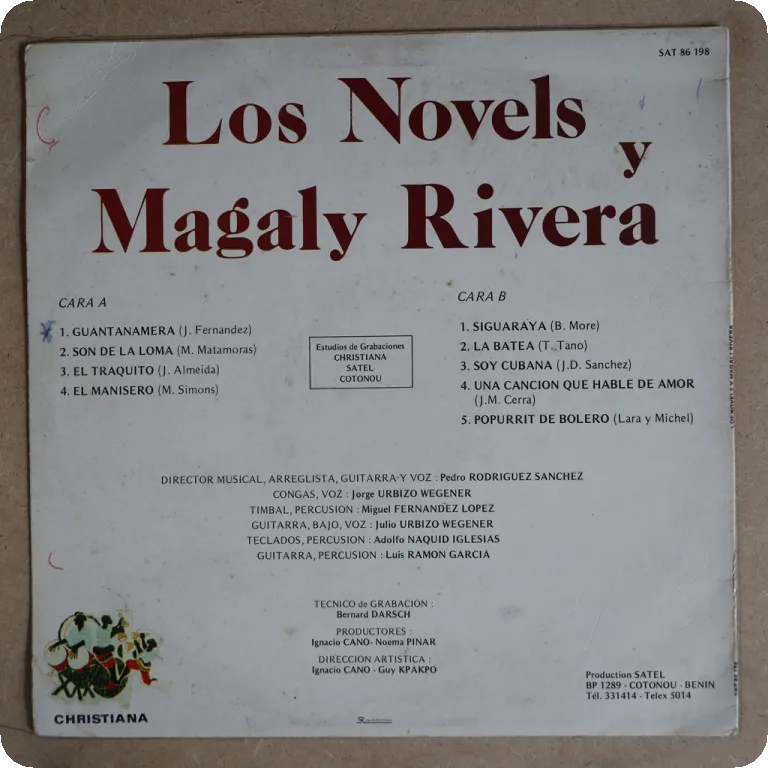 SAT 86 198
Los Novels
y
Magaly Rivera
CARA A
1. GUANTANAMERA (J. Fernandez)
2. SON DE LA LOMA (M. Matamoras)
3. EL TRAQUITO (J. Almeida)
4. EL MANISERO (M. Simons)
Estudios de Grabaciones
CHRISTIANA
SATEL
COTONOU
CARA B
1. SIGUARAYA (B. More)
2. LA BATEA (T. Tano)
3. SOY CUBANA (J.D. Sanchez)
4. UNA CANCION QUE HABLE DE AMOR
(J.M. Cerra)
5. POPURRIT DE BOLERO (Lara y Michel)
DIRECTOR MUSICAL, ARREGLISTA, GUITARRA-Y VOZ : Pedro RODRIGUEZ SANCHEZ
CONGAS, VOZ : Jorge URBIZO WEGENER
TIMBAL, PERCUSION : Miguel FERNANDEZ LOPEZ
GUITARRA, BAJO, VOZ : Julio URBIZO WEGENER
TECLADOS, PERCUSION : Adolfo NAQUID IGLESIAS
GUITARRA, PERCUSION : Luis RAMON GARCIA
TECNICO de GRABACION :
Bernard DARSCH
PRODUCTORES :
Ignacio CANO- Noema PINAR
DIRECCION ARTISTICA :
Ignacio CANO - Guy KPAKPO
Production SATEL
BP 1289 - COTONOU - BENIN
Tél. 331414 - Telex 5014
CHRISTIANA
LOS NOVELS Y MAGALY RIVERA